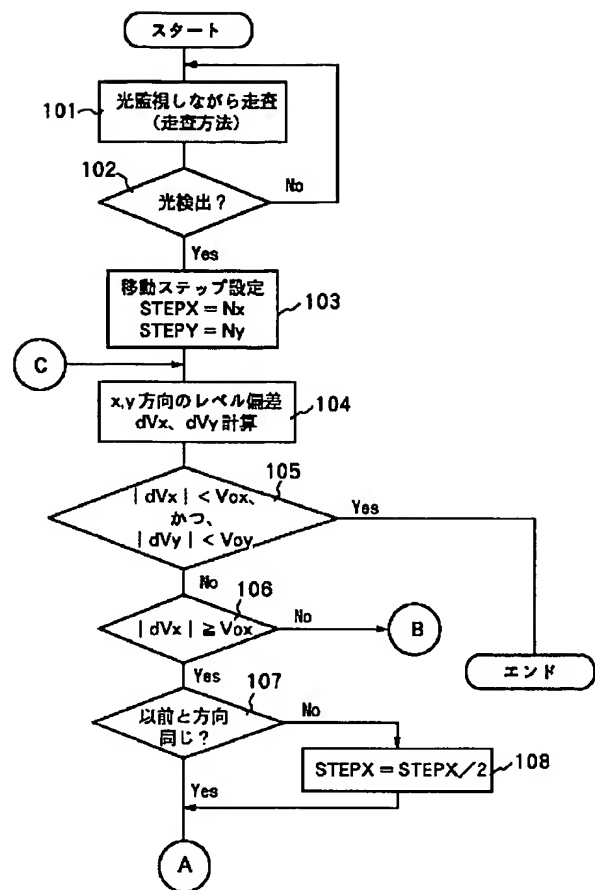 スタート
101
光監視しながら走査
(走査方法)
102
光検出?
No
Yes
移動ステップ設定
STEPX = Nx
STEPY = Ny
103
C
x,y 方向のレベル偏差
dVx、dVy 計算
104
105
| dVx | < Vox、
かつ、
| dVy | < Voy
Yes
No
106
| dVx | ≧ Vox
No
B
エンド
Yes
107
以前と方向
同じ?
No
STEPX = STEPX／2
108
Yes
A